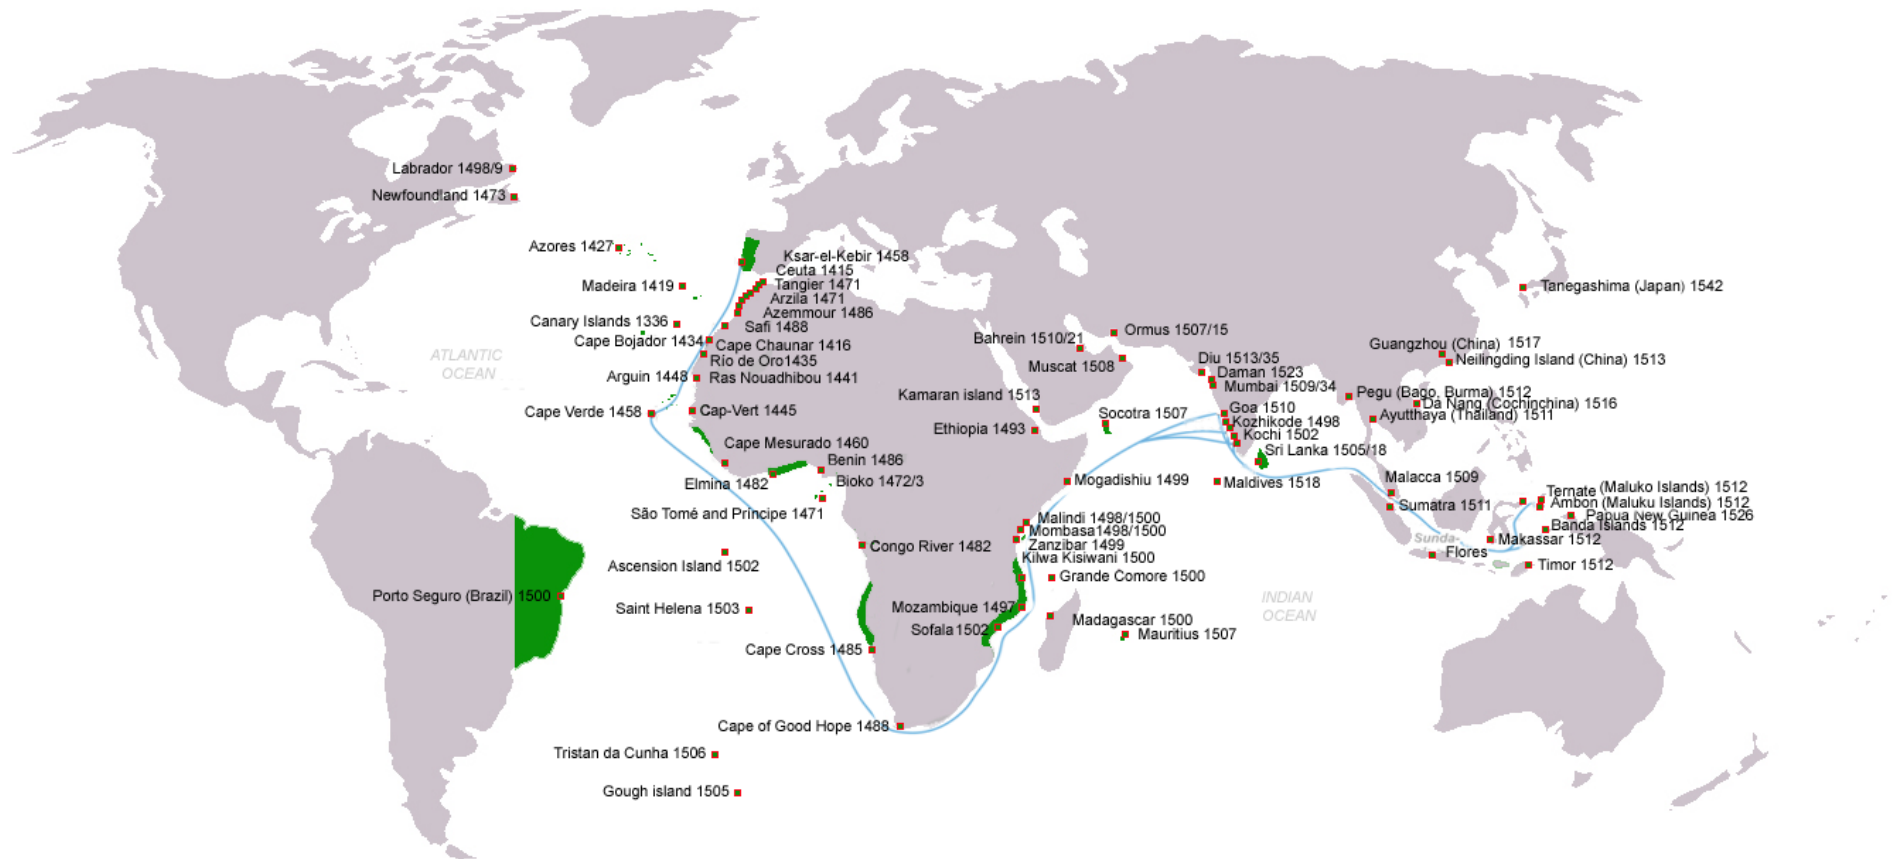 Labrador 1498/9
Newfoundland 1473
Azores 1427
Ksar-el-Kebir 1458
Ceuta 1415
Madeira 1419
Tangier 1471
Arzila 1471
Azemmour 1486
Canary Islands 1336
Safi 1488
Cape Bojador 1434
Cape Chaunar 1416
Río de Oro1435
ATLANTIC
OCEAN
Arguin 1448
Ras Nouadhibou 1441
Cape Verde 1458
Cap-Vert 1445
Cape Mesurado 1460
Benin 1486
Elmina 1482
Bioko 1472/3
São Tomé and Príncipe 1471
Congo River 1482
Ascension Island 1502
Porto Seguro (Brazil) 1500
Saint Helena 1503
Cape Cross 1485
Cape of Good Hope 1488
Tristan da Cunha 1506
Gough island 1505
Bahrein 1510/21
Ormus 1507/15
Muscat 1508
Kamaran island 1513
Ethiopia 1493
Socotra 1507
Mogadishiu 1499
Malindi 1498/1500
Mombasa1498/1500
Zanzibar 1499
Kilwa Kisiwani 1500
Grande Comore 1500
Mozambique 1497
Sofala 1502
Madagascar 1500
Mauritius 1507
INDIAN
OCEAN
Diu 1513/35
Daman 1523
Mumbai 1509/34
Goa 1510
Kozhikode 1498
Kochi 1502
Sri Lanka 1505/18
Maldives 1518
Tanegashima (Japan) 1542
Guangzhou (China) 1517
Neilingding Island (China) 1513
Pegu (Bago, Burma) 1512
Da Nang (Cochinchina) 1516
Ayutthaya (Thailand) 1511
Malacca 1509
Sumatra 1511
Ternate (Maluko Islands) 1512
Ambon (Maluku Islands) 1512
Papua New Guinea 1526
Banda Islands 1512
Makassar 1512
Sunda-
Flores
Timor 1512